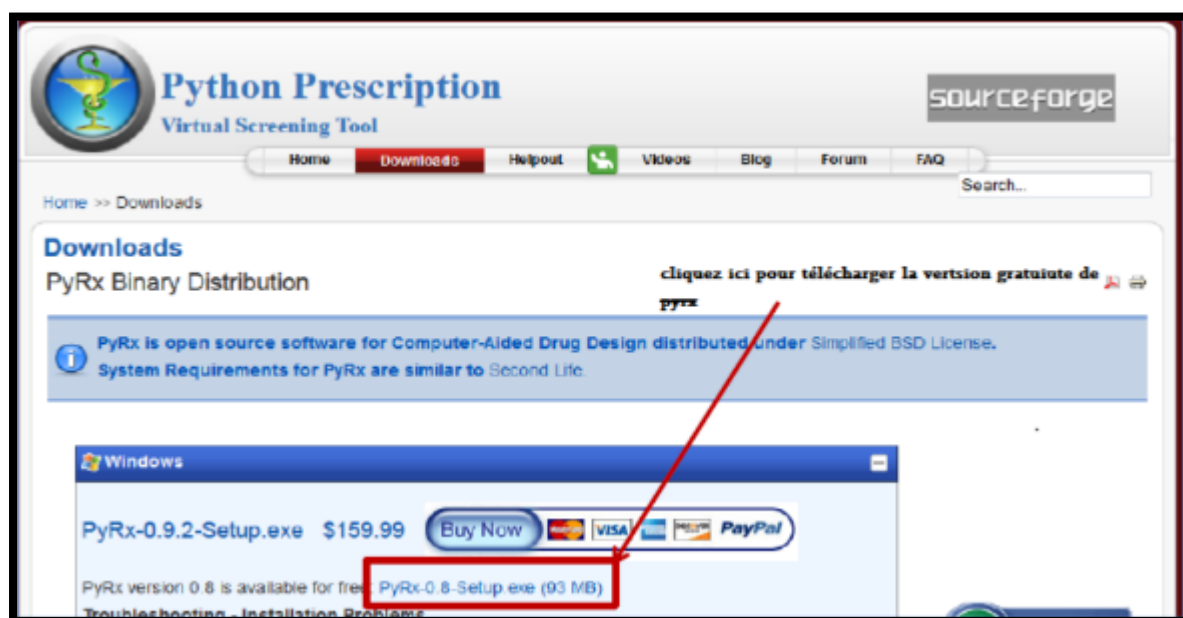 Python Prescription
sourceforge
Virtual Screening Tool
Home Downloads Helpout Videos Blog Forum FAQ
Search...
Home >> Downloads
Downloads
PyRx Binary Distribution
cliquez ici pour télécharger la vertsion gratuiute de
pyrx
PyRx is open source software for Computer-Aided Drug Design distributed under Simplified BSD License.
System Requirements for PyRx are similar to Second Life.
Windows
PyRx-0.9.2-Setup.exe $159.99 Buy Now VISA PayPal
PyRx version 0.8 is available for free PyRx-0.8-Setup.exe (93 MB)
Troubleshooting - Installation Problems